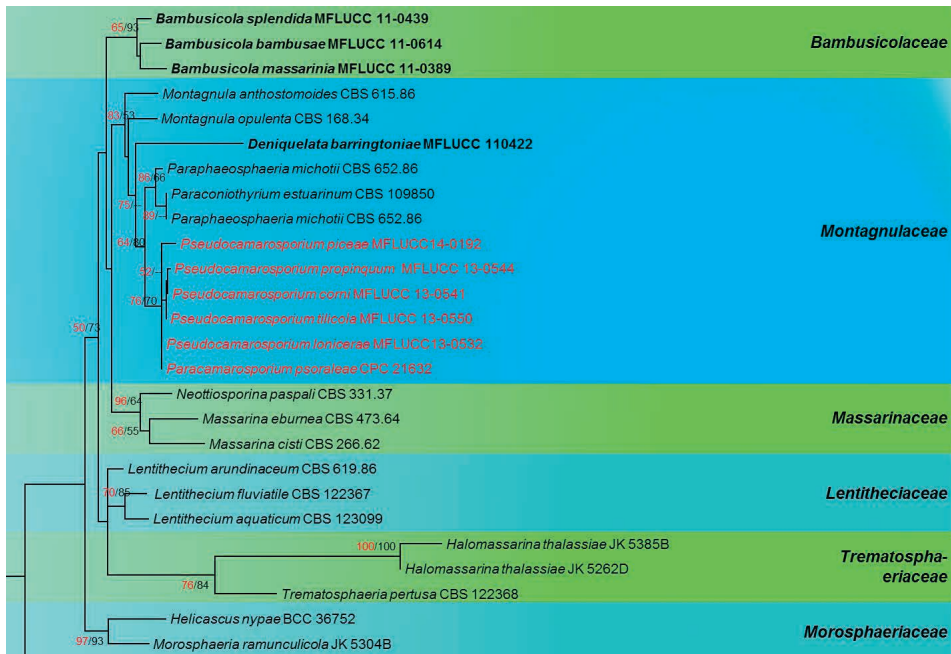 65/93
Bambusicola splendida MFLUCC 11-0439
Bambusicola bambusae MFLUCC 11-0614
Bambusicola massarinia MFLUCC 11-0389
Bambusicolaceae
83/53
Montagnula anthostomoides CBS 615.86
Montagnula opulenta CBS 168.34
Deniquelata barringtoniae MFLUCC 110422
86/66
Paraphaeosphaeria michotii CBS 652.86
Paraconiothyrium estuarinum CBS 109850
75/--
89/--
Paraphaeosphaeria michotii CBS 652.86
Montagnulaceae
64/80
Pseudocamarosporium piceae MFLUCC14-0192
52/--
Pseudocamarosporium propinquum MFLUCC 13-0544
76/70
Pseudocamarosporium corni MFLUCC 13-0541
Pseudocamarosporium tilicola MFLUCC 13-0550
50/73
Pseudocamarosporium lonicerae MFLUCC13-0532
Paracamarosporium psoraleae CPC 21632
96/64
Neottiosporina paspali CBS 331.37
Massarina eburnea CBS 473.64
Massarinaceae
66/55
Massarina cisti CBS 266.62
Lentithecium arundinaceum CBS 619.86
70/85
Lentithecium fluviatile CBS 122367
Lentitheciaceae
Lentithecium aquaticum CBS 123099
100/100
Halomassarina thalassiae JK 5385B
Trematospha-
eriaceae
Halomassarina thalassiae JK 5262D
76/84
Trematosphaeria pertusa CBS 122368
Helicascus nypae BCC 36752
Morosphaeriaceae
97/93
Morosphaeria ramunculicola JK 5304B